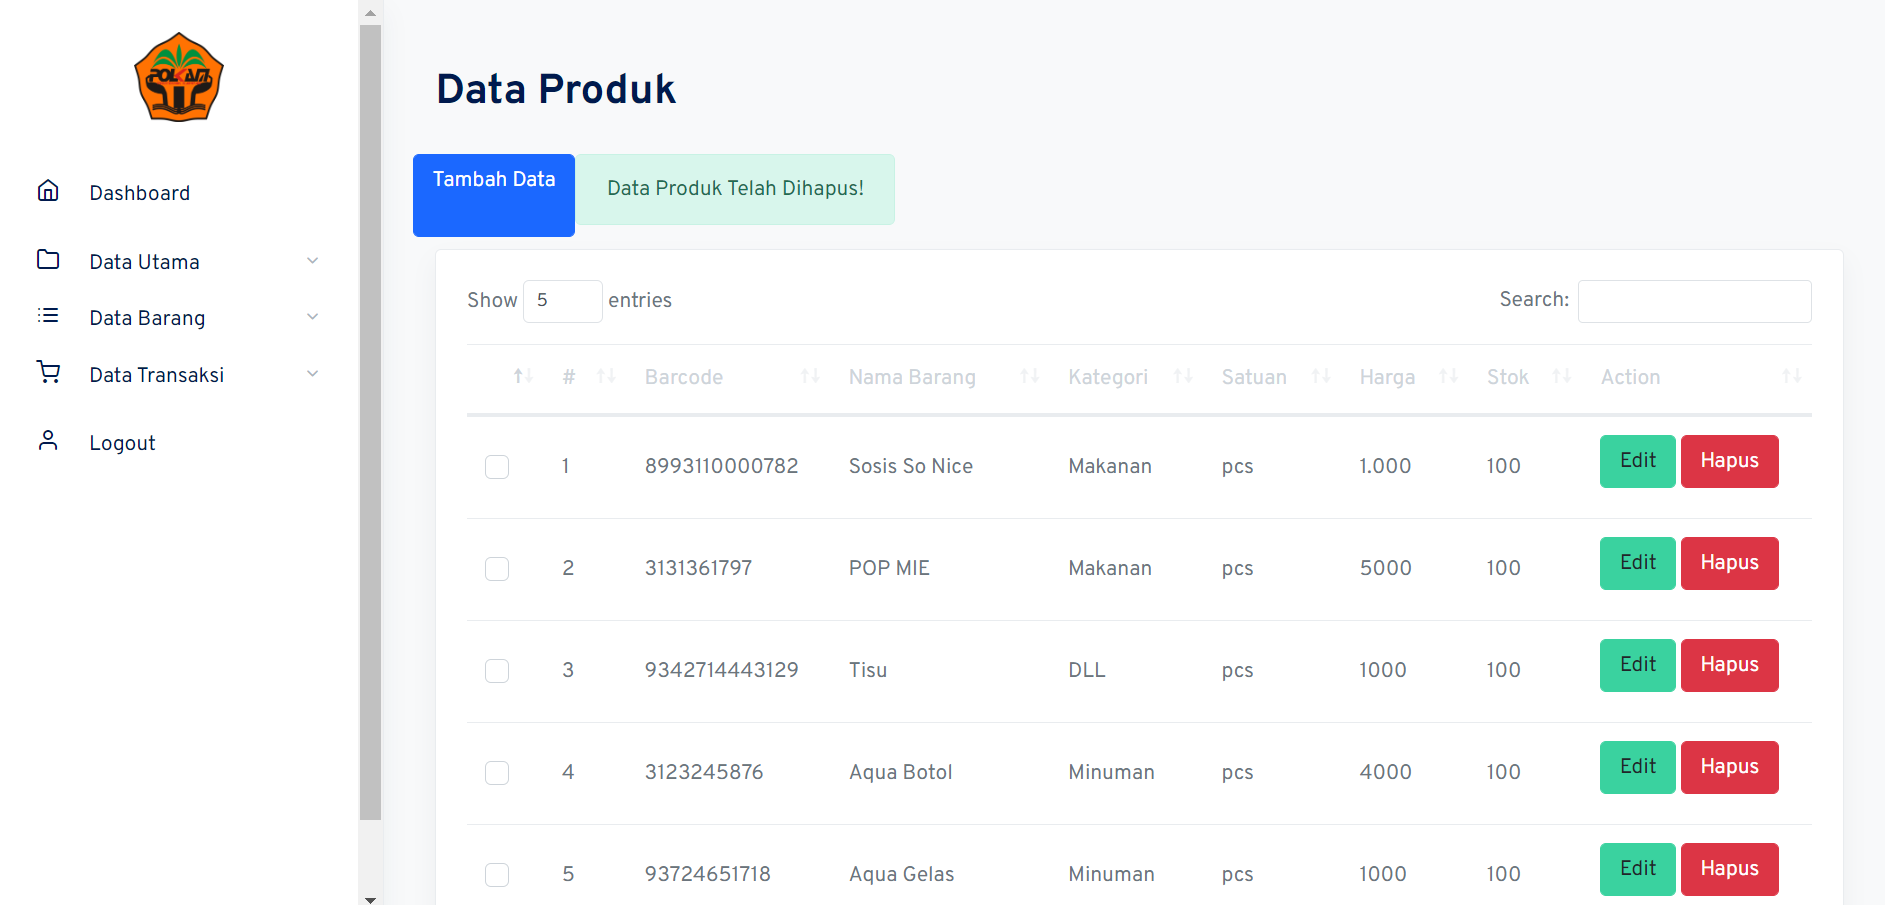 POLKAM
Dashboard
Data Utama
Data Barang
Data Transaksi
Logout
Data Produk
Tambah Data
Data Produk Telah Dihapus!
Show 5 entries
Search:
# Barcode Nama Barang Kategori Satuan Harga Stok Action
1 8993110000782 Sosis So Nice Makanan pcs 1.000 100 Edit Hapus
2 3131361797 POP MIE Makanan pcs 5000 100 Edit Hapus
3 9342714443129 Tisu DLL pcs 1000 100 Edit Hapus
4 3123245876 Aqua Botol Minuman pcs 4000 100 Edit Hapus
5 93724651718 Aqua Gelas Minuman pcs 1000 100 Edit Hapus